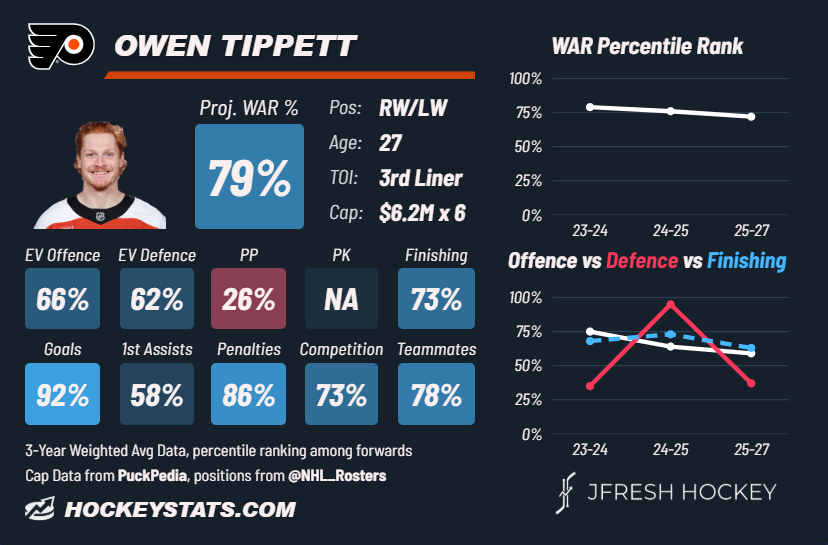 OWEN TIPPETT
Proj. WAR %
79%
Pos: RW/LW
Age: 27
TOI: 3rd Liner
Cap: $6.2M x 6
EV Offence EV Defence PP PK Finishing
66% 62% 26% NA 73%
Goals 1st Assists Penalties Competition Teammates
92% 58% 86% 73% 78%
3-Year Weighted Avg Data, percentile ranking among forwards
Cap Data from PuckPedia, positions from @NHL_Rosters
HOCKEYSTATS.COM
WAR Percentile Rank
100%
75%
50%
25%
0%
23-24 24-25 25-27
Offence vs Defence vs Finishing
100%
75%
50%
25%
0%
23-24 24-25 25-27
JFRESH HOCKEY